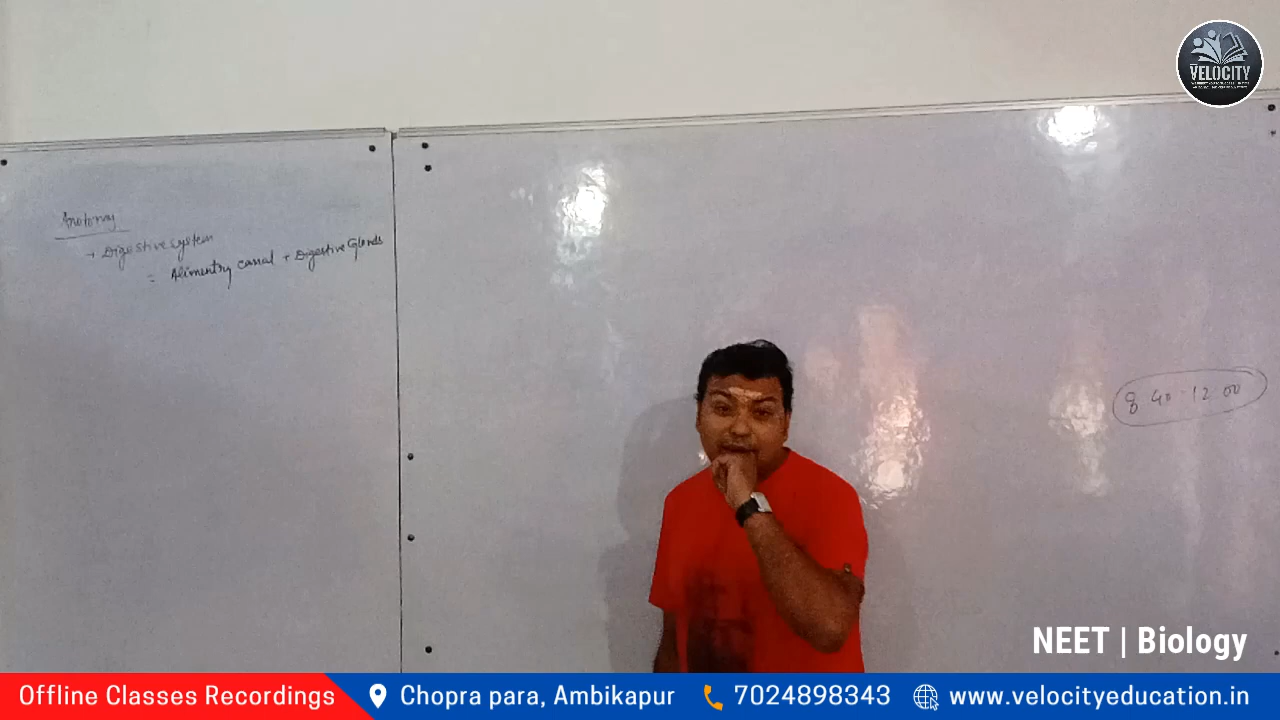 VELOCITY
Anatomy
→ Digestive system
= Alimentry canal + Digestive Glands
8 40 - 12 00
NEET | Biology
Offline Classes Recordings
Chopra para, Ambikapur
7024898343
www.velocityeducation.in